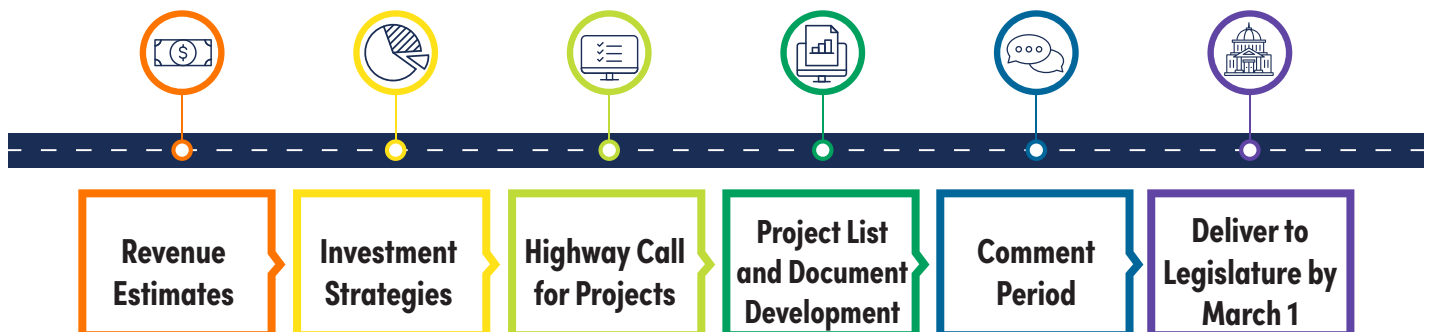 Revenue
Estimates
Investment
Strategies
Highway Call
for Projects
Project List
and Document
Development
Comment
Period
Deliver to
Legislature by
March 1